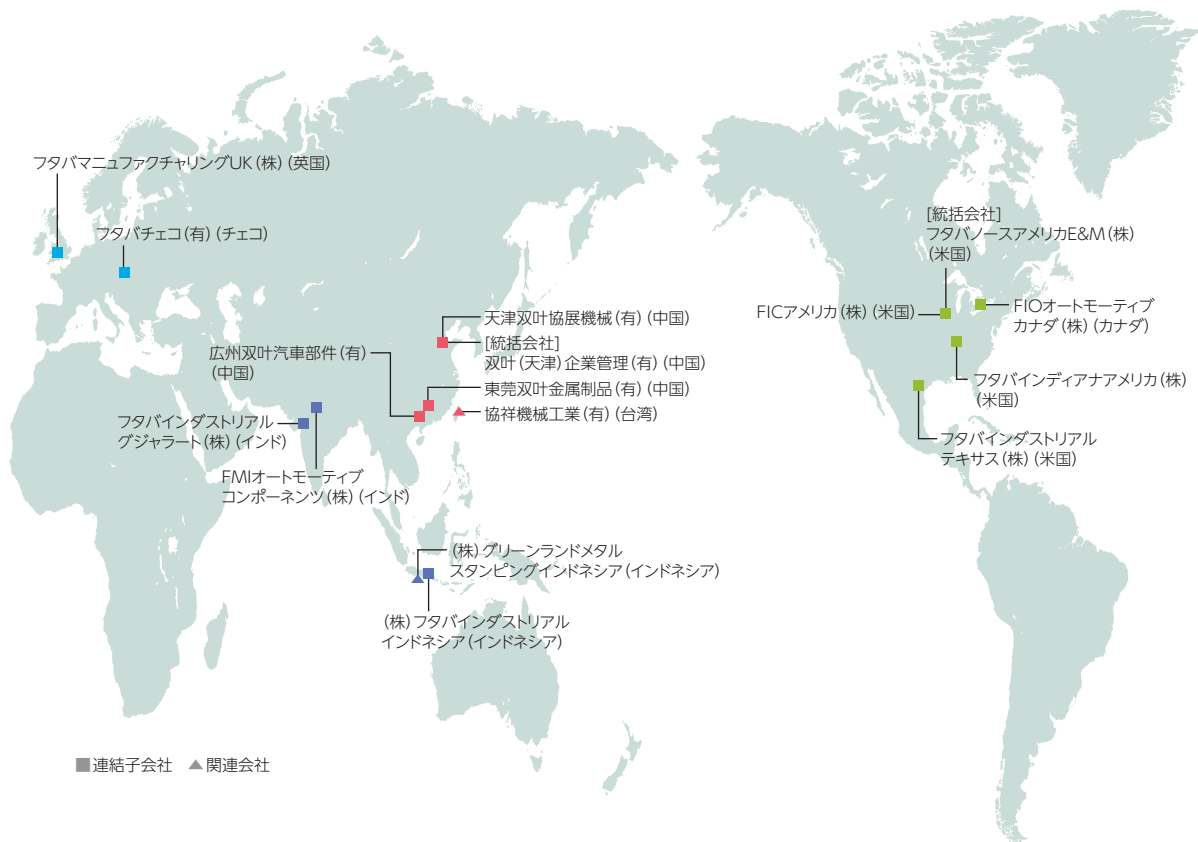 フタバマニュファクチャリングUK(株)(英国)
フタバチェコ(有)(チェコ)
天津双叶協展機械(有)(中国)
[統括会社]
双叶(天津)企業管理(有)(中国)
広州双叶汽車部件(有)
(中国)
東莞双叶金属制品(有)(中国)
協祥機械工業(有)(台湾)
フタバインダストリアル
グジャラート(株)(インド)
FMIオートモーティブ
コンポーネンツ(株)(インド)
(株)グリーンランドメタル
スタンピングインドネシア(インドネシア)
(株)フタバインダストリアル
インドネシア(インドネシア)
[統括会社]
フタバノースアメリカE&M(株)
(米国)
FICアメリカ(株)(米国)
FIOオートモーティブ
カナダ(株)(カナダ)
フタバインディアナアメリカ(株)
(米国)
フタバインダストリアル
テキサス(株)(米国)
■連結子会社 ▲関連会社